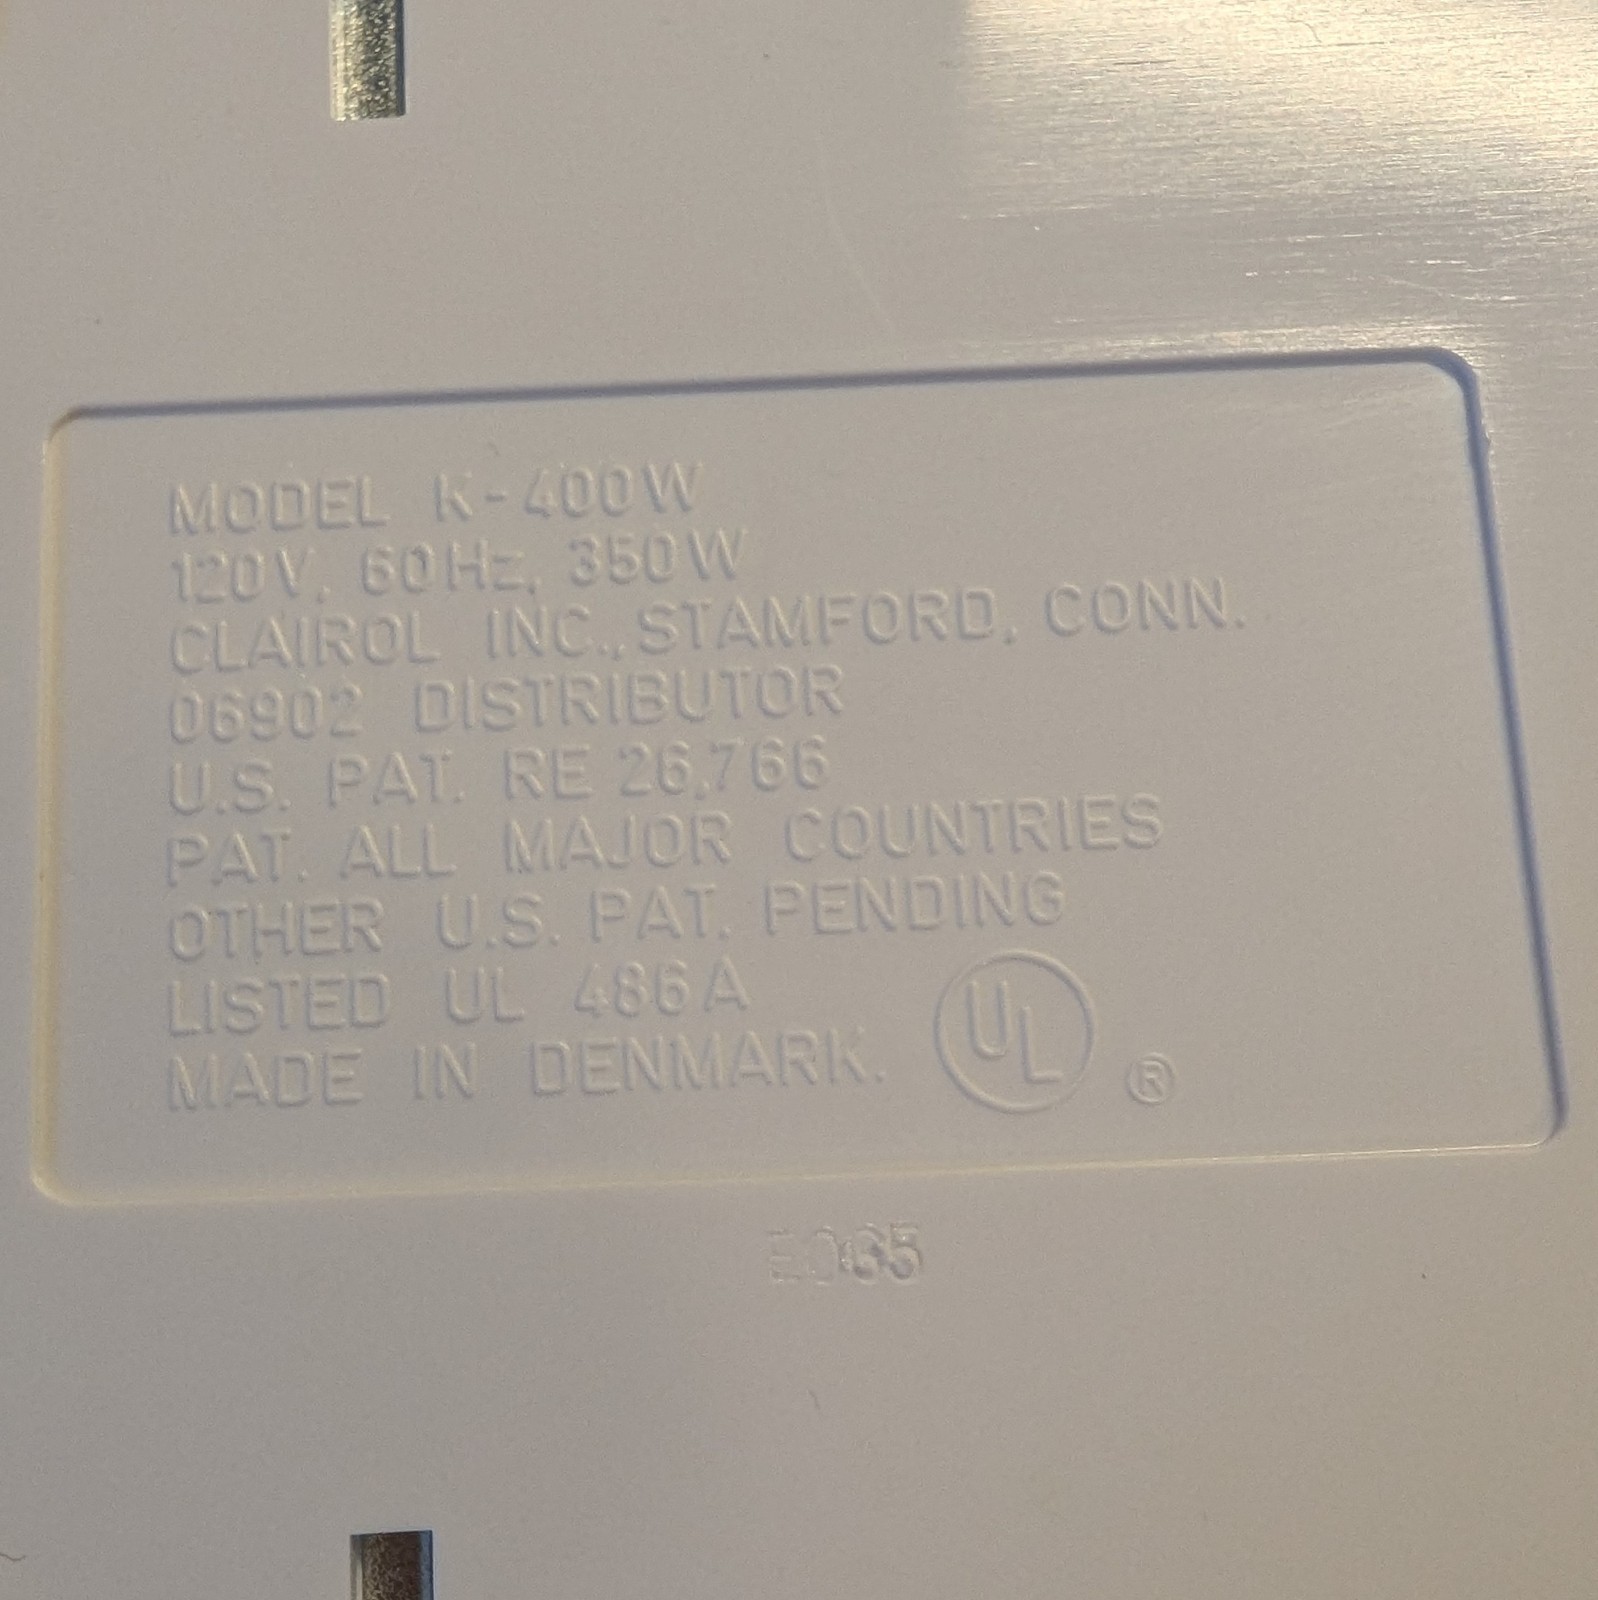 MODEL K-400W
120V, 60Hz, 350W
CLAIROL INC., STAMFORD, CONN.
06902 DISTRIBUTOR
U.S. PAT. RE 26,766
PAT. ALL MAJOR COUNTRIES
OTHER U.S. PAT. PENDING
LISTED UL 486A
MADE IN DENMARK.
UL ®